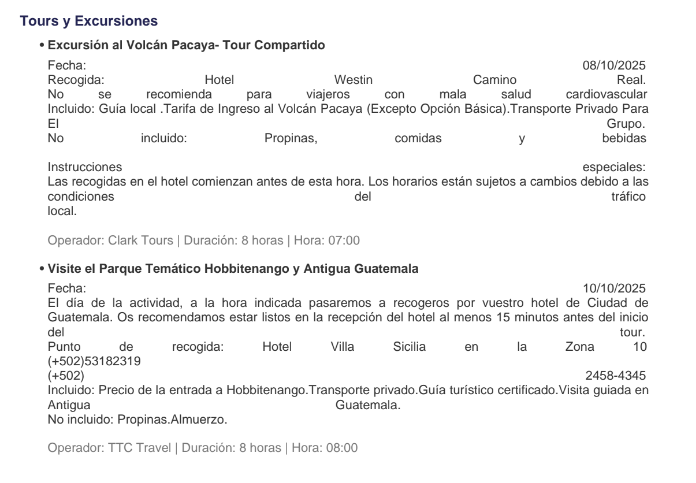 Tours y Excursiones
• Excursión al Volcán Pacaya- Tour Compartido
Fecha: 08/10/2025
Recogida: Hotel Westin Camino Real.
No se recomienda para viajeros con mala salud cardiovascular
Incluido: Guía local .Tarifa de Ingreso al Volcán Pacaya (Excepto Opción Básica).Transporte Privado Para
El Grupo.
No incluido: Propinas, comidas y bebidas
Instrucciones especiales:
Las recogidas en el hotel comienzan antes de esta hora. Los horarios están sujetos a cambios debido a las
condiciones del tráfico
local.
Operador: Clark Tours | Duración: 8 horas | Hora: 07:00
• Visite el Parque Temático Hobbitenango y Antigua Guatemala
Fecha: 10/10/2025
El día de la actividad, a la hora indicada pasaremos a recogeros por vuestro hotel de Ciudad de
Guatemala. Os recomendamos estar listos en la recepción del hotel al menos 15 minutos antes del inicio
del tour.
Punto de recogida: Hotel Villa Sicilia en la Zona 10
(+502)53182319
(+502) 2458-4345
Incluido: Precio de la entrada a Hobbitenango.Transporte privado.Guía turístico certificado.Visita guiada en
Antigua Guatemala.
No incluido: Propinas.Almuerzo.
Operador: TTC Travel | Duración: 8 horas | Hora: 08:00